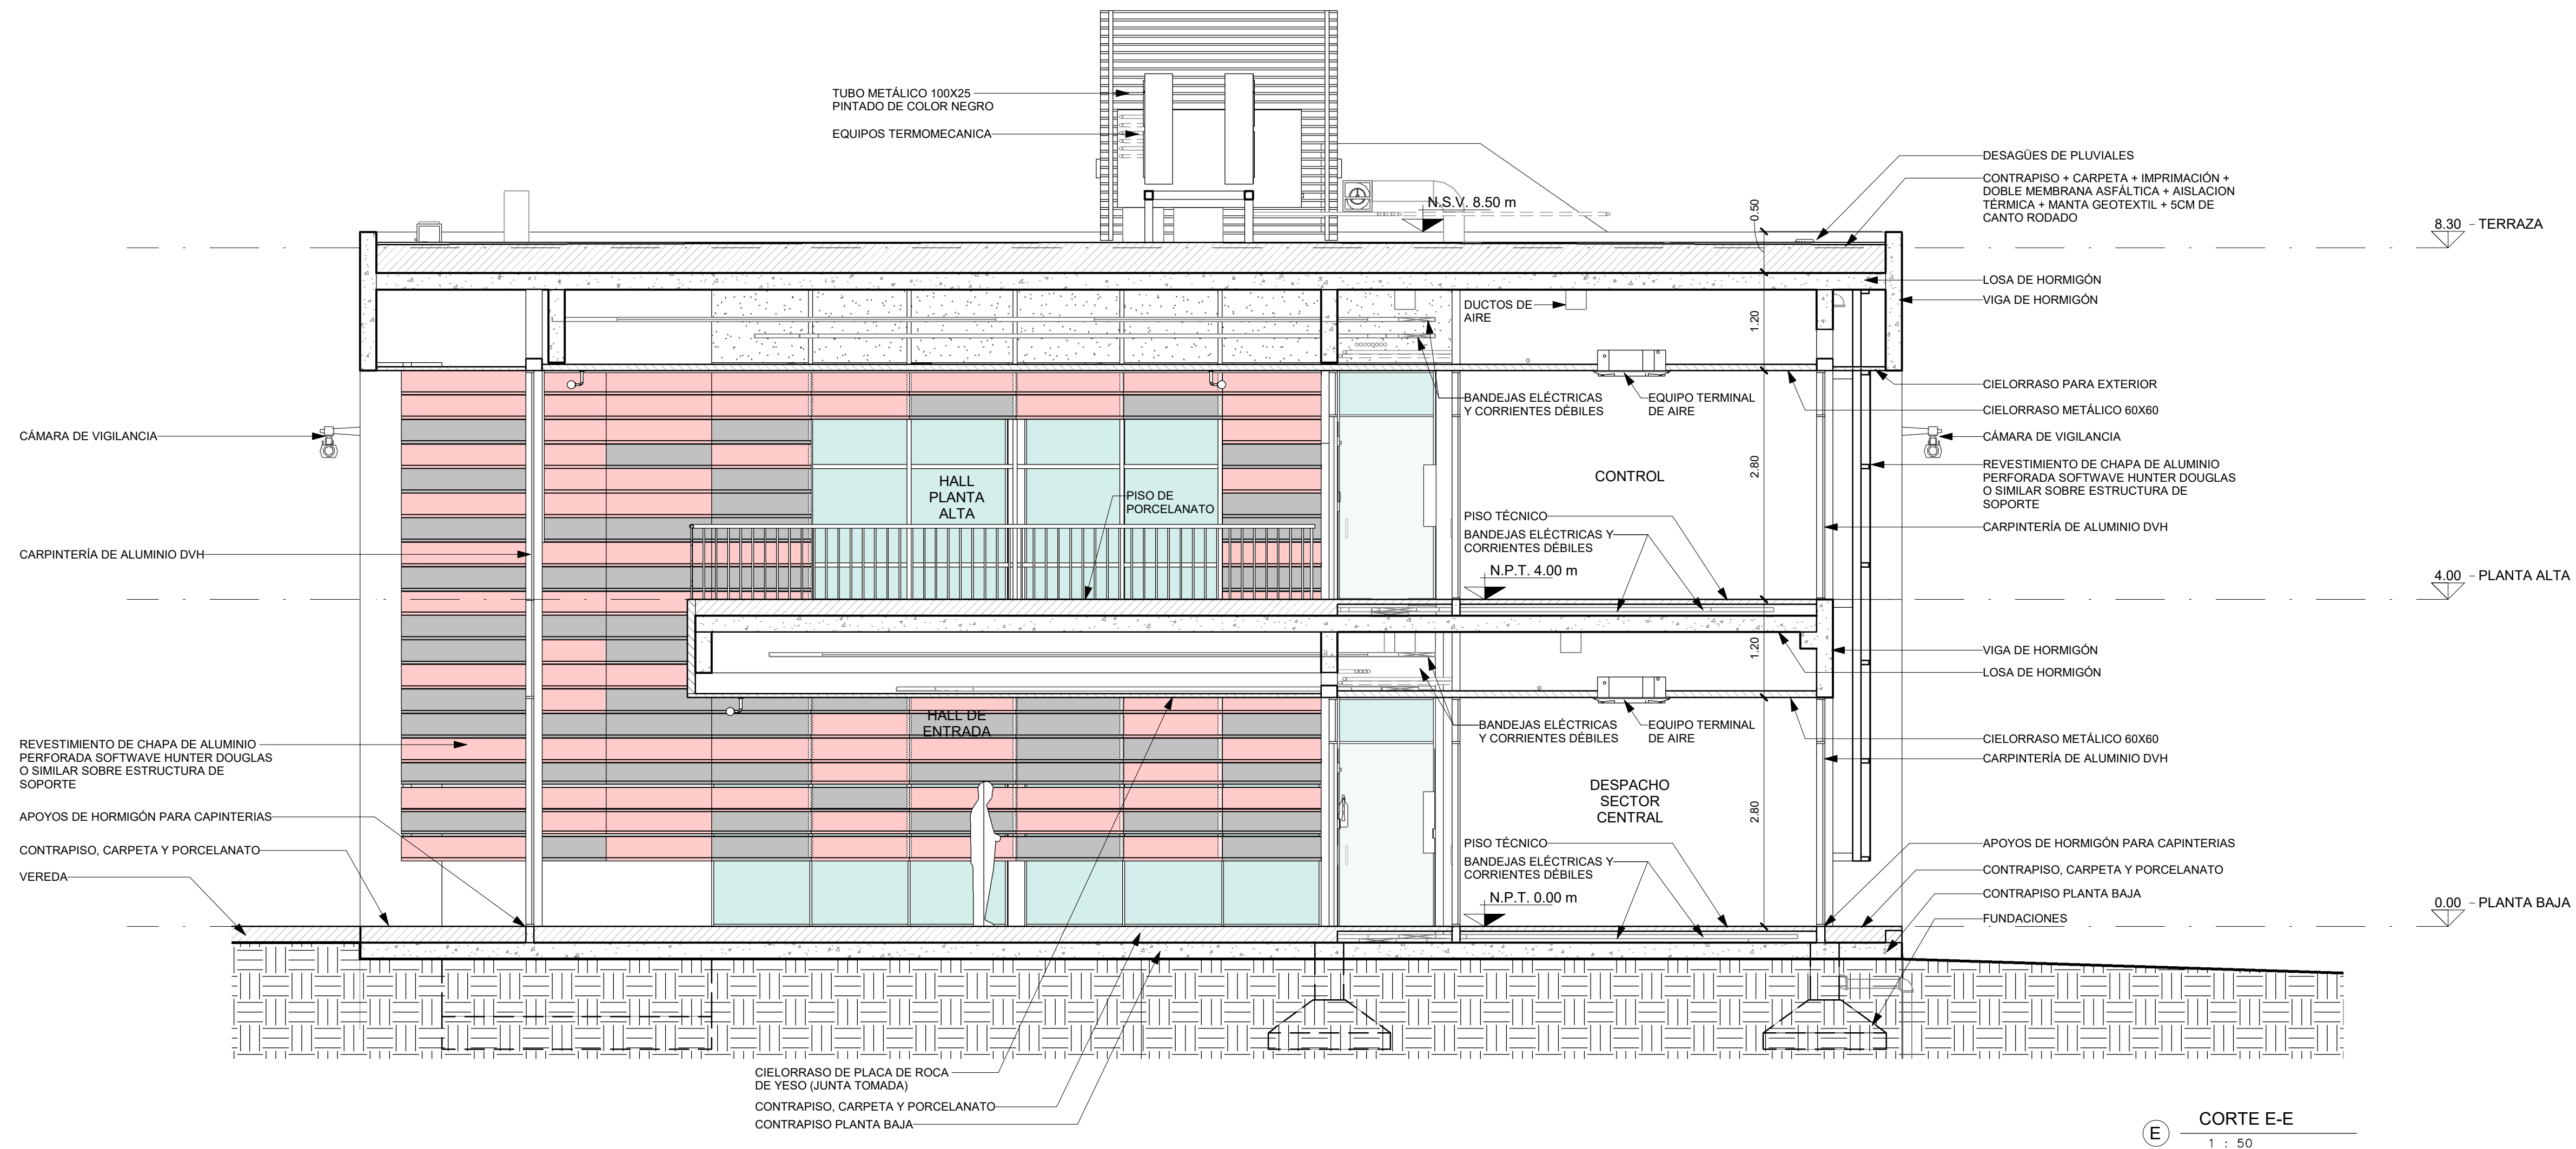 TUBO METÁLICO 100X25
PINTADO DE COLOR NEGRO
EQUIPOS TERMOMECANICA
N.S.V. 8.50 m
0.50
DESAGÜES DE PLUVIALES
CONTRAPISO + CARPETA + IMPRIMACIÓN +
DOBLE MEMBRANA ASFÁLTICA + AISLACION
TÉRMICA + MANTA GEOTEXTIL + 5CM DE
CANTO RODADO
8.30 - TERRAZA
LOSA DE HORMIGÓN
VIGA DE HORMIGÓN
DUCTOS DE
AIRE
1.20
CIELORRASO PARA EXTERIOR
CIELORRASO METÁLICO 60X60
BANDEJAS ELÉCTRICAS
Y CORRIENTES DÉBILES
EQUIPO TERMINAL
DE AIRE
CÁMARA DE VIGILANCIA
CÁMARA DE VIGILANCIA
REVESTIMIENTO DE CHAPA DE ALUMINIO
PERFORADA SOFTWAVE HUNTER DOUGLAS
O SIMILAR SOBRE ESTRUCTURA DE
SOPORTE
HALL
PLANTA
ALTA
PISO DE
PORCELANATO
CONTROL
2.80
PISO TÉCNICO
BANDEJAS ELÉCTRICAS Y
CORRIENTES DÉBILES
N.P.T. 4.00 m
CARPINTERÍA DE ALUMINIO DVH
CARPINTERÍA DE ALUMINIO DVH
4.00 - PLANTA ALTA
1.20
VIGA DE HORMIGÓN
LOSA DE HORMIGÓN
HALL DE
ENTRADA
BANDEJAS ELÉCTRICAS
Y CORRIENTES DÉBILES
EQUIPO TERMINAL
DE AIRE
CIELORRASO METÁLICO 60X60
CARPINTERÍA DE ALUMINIO DVH
REVESTIMIENTO DE CHAPA DE ALUMINIO
PERFORADA SOFTWAVE HUNTER DOUGLAS
O SIMILAR SOBRE ESTRUCTURA DE
SOPORTE
DESPACHO
SECTOR
CENTRAL
2.80
APOYOS DE HORMIGÓN PARA CAPINTERIAS
CONTRAPISO, CARPETA Y PORCELANATO
VEREDA
PISO TÉCNICO
BANDEJAS ELÉCTRICAS Y
CORRIENTES DÉBILES
N.P.T. 0.00 m
APOYOS DE HORMIGÓN PARA CAPINTERIAS
CONTRAPISO, CARPETA Y PORCELANATO
CONTRAPISO PLANTA BAJA
FUNDACIONES
0.00 - PLANTA BAJA
CIELORRASO DE PLACA DE ROCA
DE YESO (JUNTA TOMADA)
CONTRAPISO, CARPETA Y PORCELANATO
CONTRAPISO PLANTA BAJA
E
CORTE E-E
1 : 50